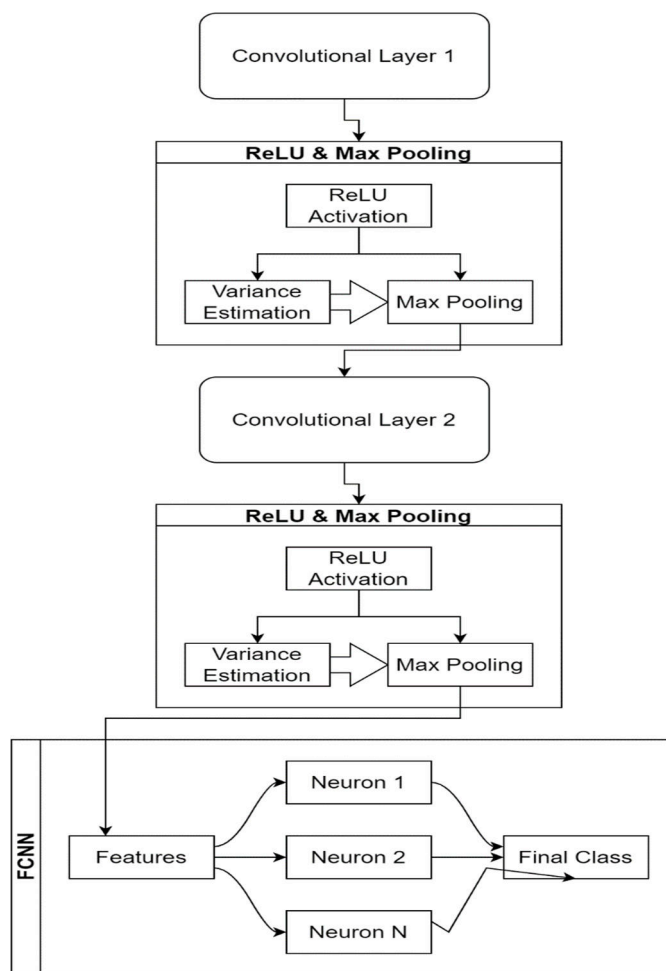 Convolutional Layer 1
ReLU & Max Pooling
ReLU
Activation
Variance
Estimation
Max Pooling
Convolutional Layer 2
ReLU & Max Pooling
ReLU
Activation
Variance
Estimation
Max Pooling
FCNN
Features
Neuron 1
Neuron 2
Neuron N
Final Class